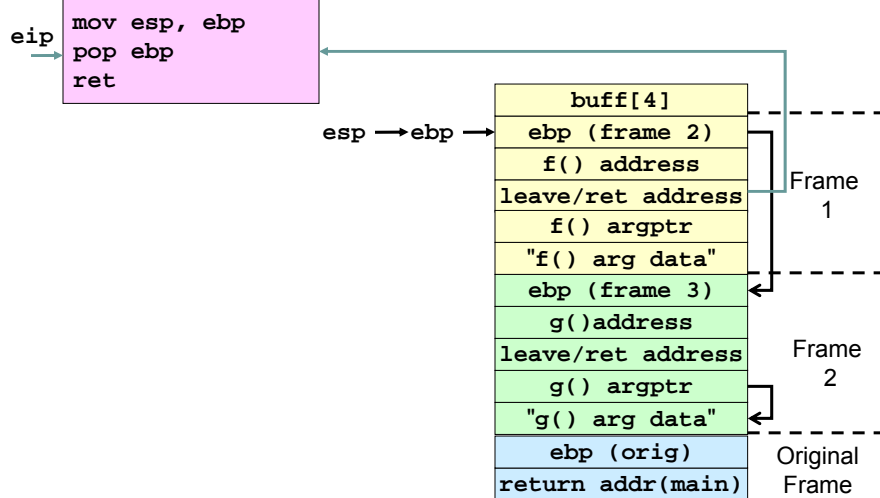 mov esp, ebp
eip
pop ebp
ret
buff[4]
esp
ebp
ebp (frame 2)
f() address
leave/ret address
Frame
1
f() argptr
"f() arg data"
ebp (frame 3)
g()address
leave/ret address
Frame
2
g() argptr
"g() arg data"
ebp (orig)
return addr(main)
Original
Frame